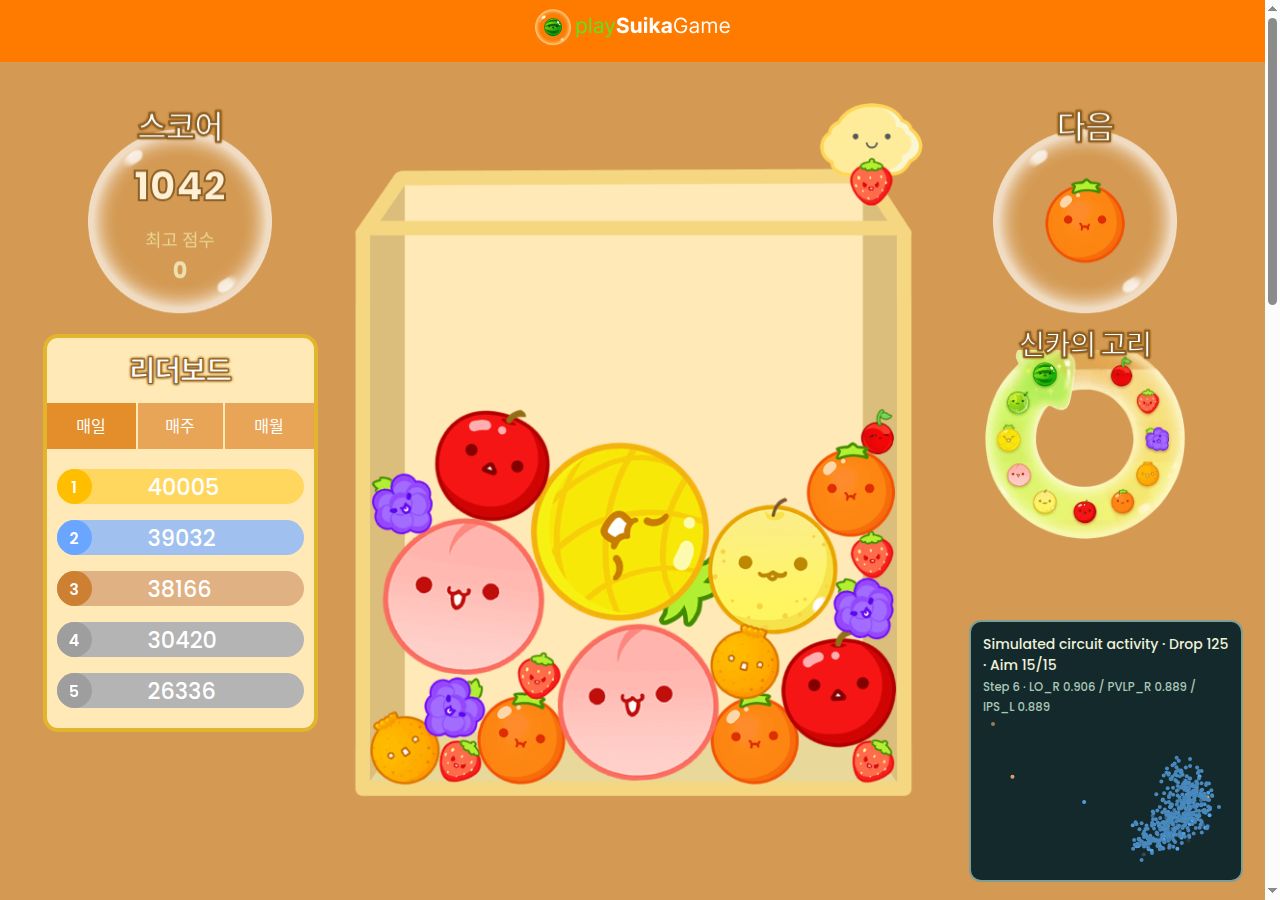 playSuikaGame
스코어
1042
최고 점수
0
다음
리더보드
매일 매주 매월
1 40005
2 39032
3 38166
4 30420
5 26336
신카의 고리
Simulated circuit activity · Drop 125
· Aim 15/15
Step 6 · LO_R 0.906 / PVLP_R 0.889 /
IPS_L 0.889